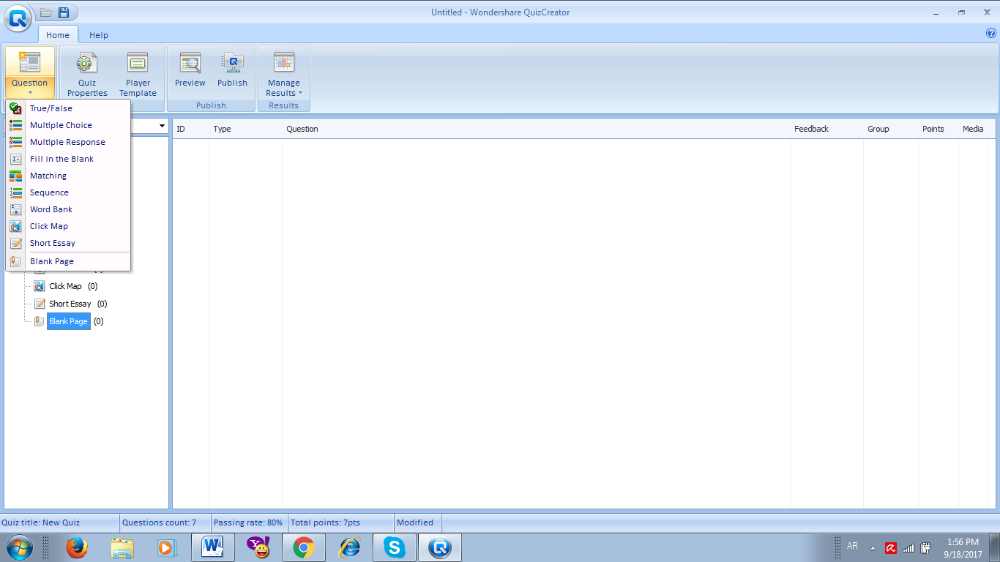 Untitled - Wondershare QuizCreator
Home Help
Question
Quiz Properties
Player Template
Preview
Publish
Manage Results
Publish
Results
True/False
Multiple Choice
Multiple Response
Fill in the Blank
Matching
Sequence
Word Bank
Click Map
Short Essay
Blank Page
ID Type Question Feedback Group Points Media
Click Map (0)
Short Essay (0)
Blank Page (0)
Quiz title: New Quiz Questions count: 7 Passing rate: 80% Total points: 7pts Modified
AR
1:56 PM
9/18/2017